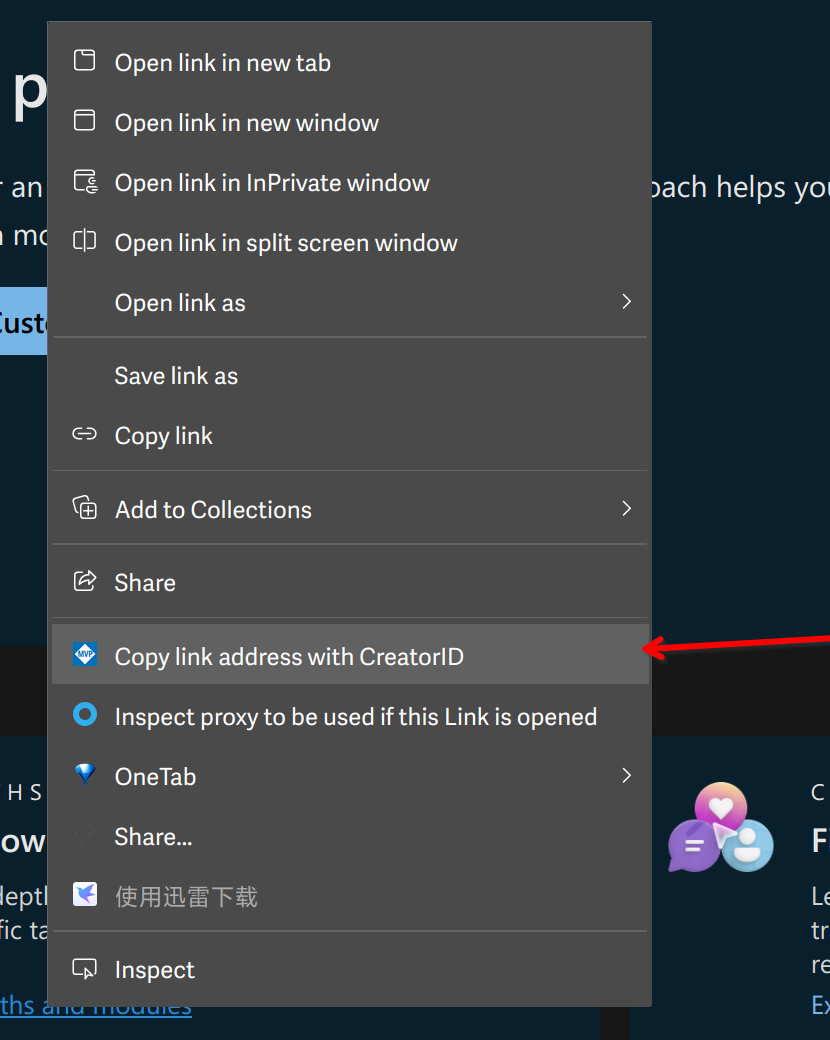 p
Open link in new tab
Open link in new window
an
Open link in InPrivate window
oach helps you
mo
Open link in split screen window
Open link as
Custo
Save link as
Copy link
Add to Collections
Share
MVP
Copy link address with CreatorID
Inspect proxy to be used if this Link is opened
OneTab
Share...
使用迅雷下载
Inspect
HS
ow
depth
fic ta
ths and modules
C
F
Le
tr
re
Ex